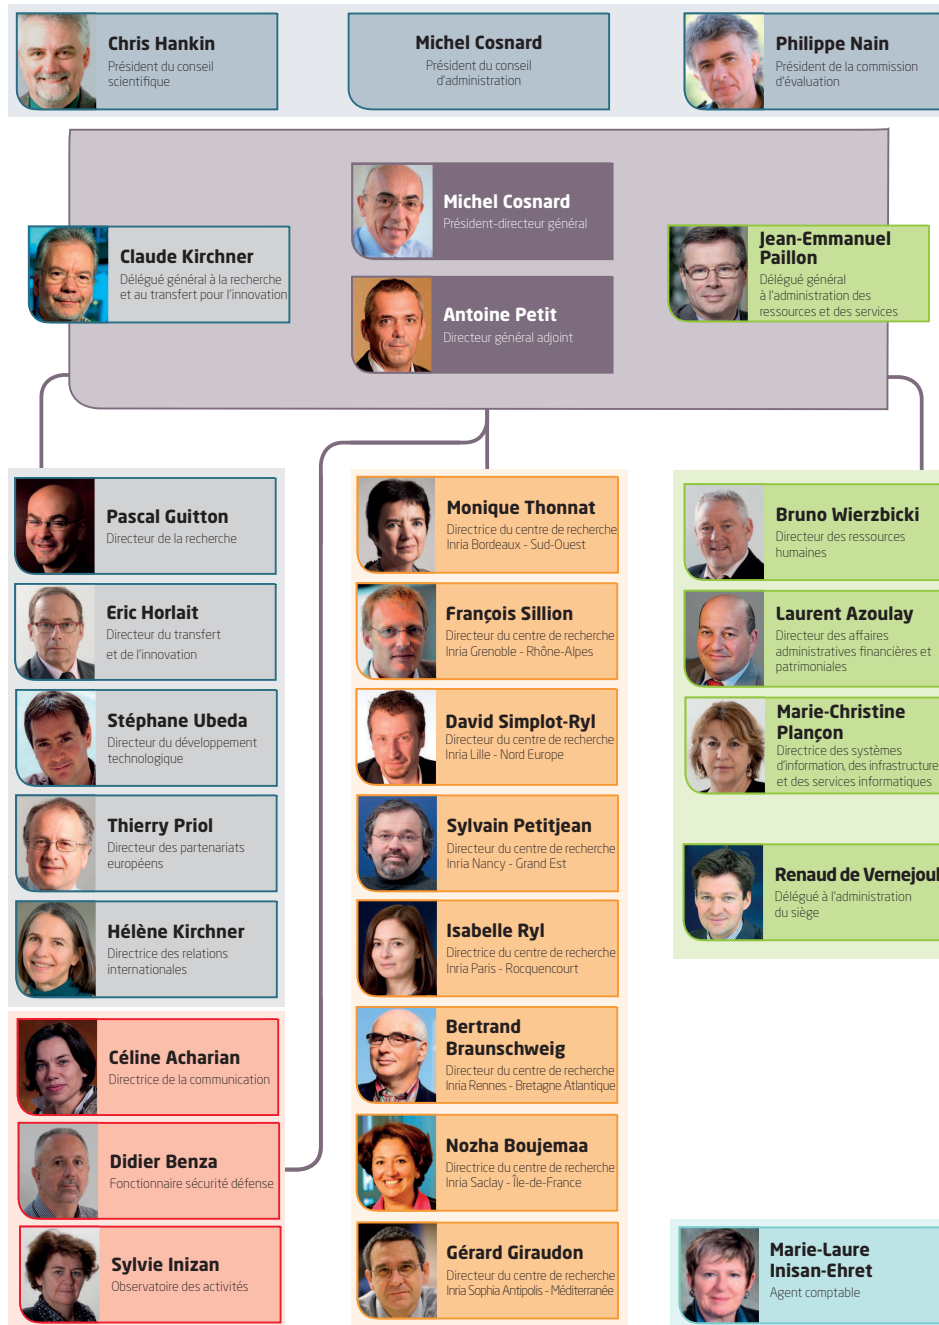 Chris Hankin
Président du conseil
scientifique
Michel Cosnard
Président du conseil
d'administration
Philippe Nain
Président de la commission
d'évaluation
Michel Cosnard
Président-directeur général
Claude Kirchner
Délégué général à la recherche
et au transfert pour l'innovation
Jean-Emmanuel
Paillon
Délégué général
à l'administration des
ressources et des services
Antoine Petit
Directeur général adjoint
Pascal Guitton
Directeur de la recherche
Eric Horlait
Directeur du transfert
et de l'innovation
Stéphane Ubeda
Directeur du développement
technologique
Thierry Priol
Directeur des partenariats
européens
Hélène Kirchner
Directrice des relations
internationales
Céline Acharian
Directrice de la communication
Didier Benza
Fonctionnaire sécurité défense
Sylvie Inizan
Observatoire des activités
Monique Thonnat
Directrice du centre de recherche
Inria Bordeaux - Sud-Ouest
François Sillion
Directeur du centre de recherche
Inria Grenoble - Rhône-Alpes
David Simplot-Ryl
Directeur du centre de recherche
Inria Lille - Nord Europe
Sylvain Petitjean
Directeur du centre de recherche
Inria Nancy - Grand Est
Isabelle Ryl
Directrice du centre de recherche
Inria Paris - Rocquencourt
Bertrand
Braunschweig
Directeur du centre de recherche
Inria Rennes - Bretagne Atlantique
Nozha Boujemaa
Directrice du centre de recherche
Inria Saclay - Île-de-France
Gérard Giraudon
Directeur du centre de recherche
Inria Sophia Antipolis - Méditerranée
Bruno Wierzbicki
Directeur des ressources
humaines
Laurent Azoulay
Directeur des affaires
administratives financières et
patrimoniales
Marie-Christine
Plançon
Directrice des systèmes
d'information, des infrastructure
et des services informatiques
Renaud de Vernejoul
Délégué à l'administration
du siège
Marie-Laure
Inisan-Ehret
Agent comptable